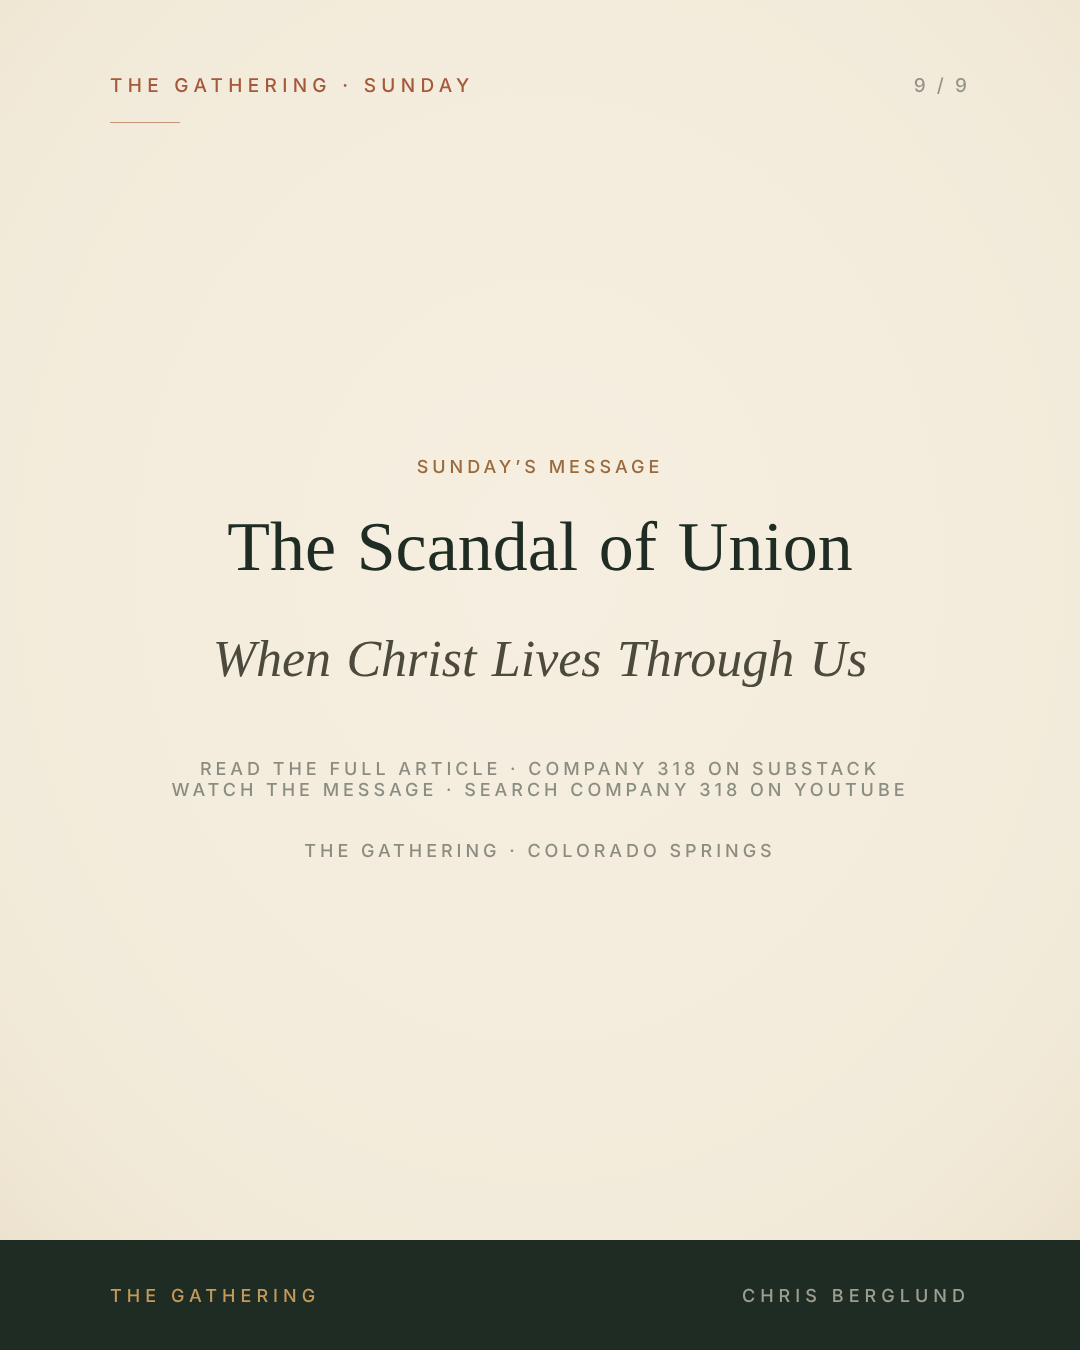 THE GATHERING · SUNDAY
9 / 9
SUNDAY’S MESSAGE
The Scandal of Union
When Christ Lives Through Us
READ THE FULL ARTICLE · COMPANY 318 ON SUBSTACK
WATCH THE MESSAGE · SEARCH COMPANY 318 ON YOUTUBE
THE GATHERING · COLORADO SPRINGS
THE GATHERING
CHRIS BERGLUND